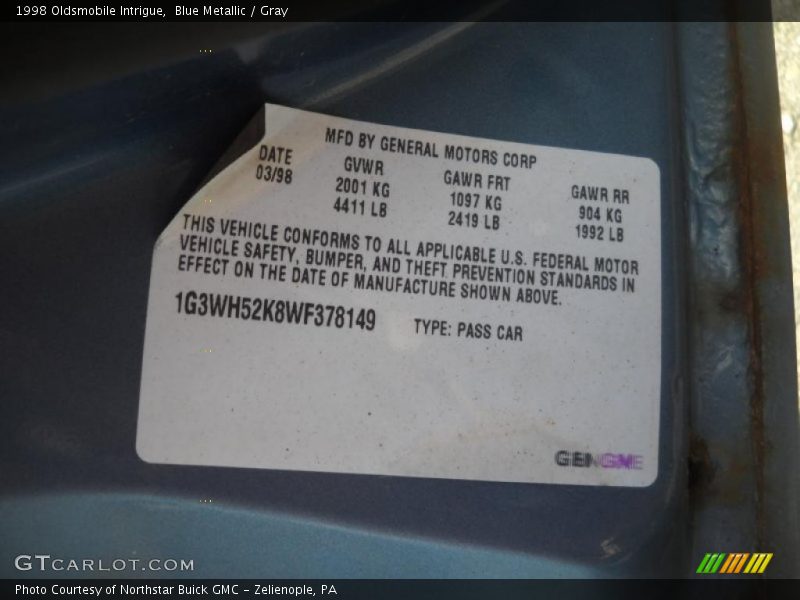 1998 Oldsmobile Intrigue, Blue Metallic / Gray
MFD BY GENERAL MOTORS CORP
DATE GVWR GAWR FRT GAWR RR
03/98 2001 KG 1097 KG 904 KG
4411 LB 2419 LB 1992 LB
THIS VEHICLE CONFORMS TO ALL APPLICABLE U.S. FEDERAL MOTOR
VEHICLE SAFETY, BUMPER, AND THEFT PREVENTION STANDARDS IN
EFFECT ON THE DATE OF MANUFACTURE SHOWN ABOVE.
1G3WH52K8WF378149 TYPE: PASS CAR
GTCARLOT.COM
Photo Courtesy of Northstar Buick GMC - Zelienople, PA